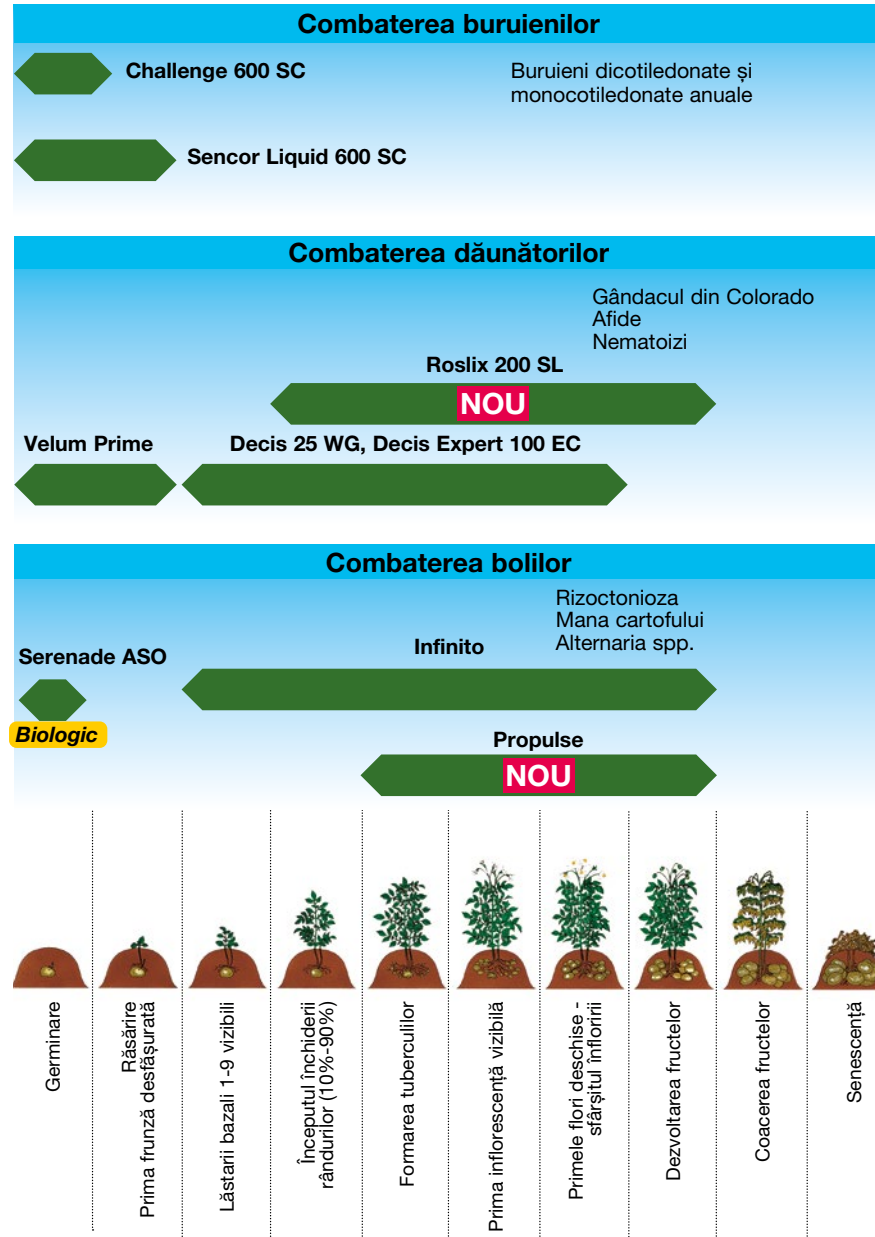 Combaterea buruienilor
Challenge 600 SC
Buruieni dicotiledonate și
monocotiledonate anuale
Sencor Liquid 600 SC
Combaterea dăunătorilor
Gândacul din Colorado
Afide
Nematoizi
Roslix 200 SL
NOU
Velum Prime
Decis 25 WG, Decis Expert 100 EC
Combaterea bolilor
Rizoctonioza
Mana cartofului
Alternaria spp.
Infinito
Serenade ASO
Biologic
Propulse
NOU
Germinare
Răsărire
Prima frunză desfășurată
Lăstarii bazali 1-9 vizibili
Începutul închiderii
rândurilor (10%-90%)
Formarea tuberculilor
Prima inflorescență vizibilă
Primele flori deschise -
sfârșitul înfloririi
Dezvoltarea fructelor
Coacerea fructelor
Senescență